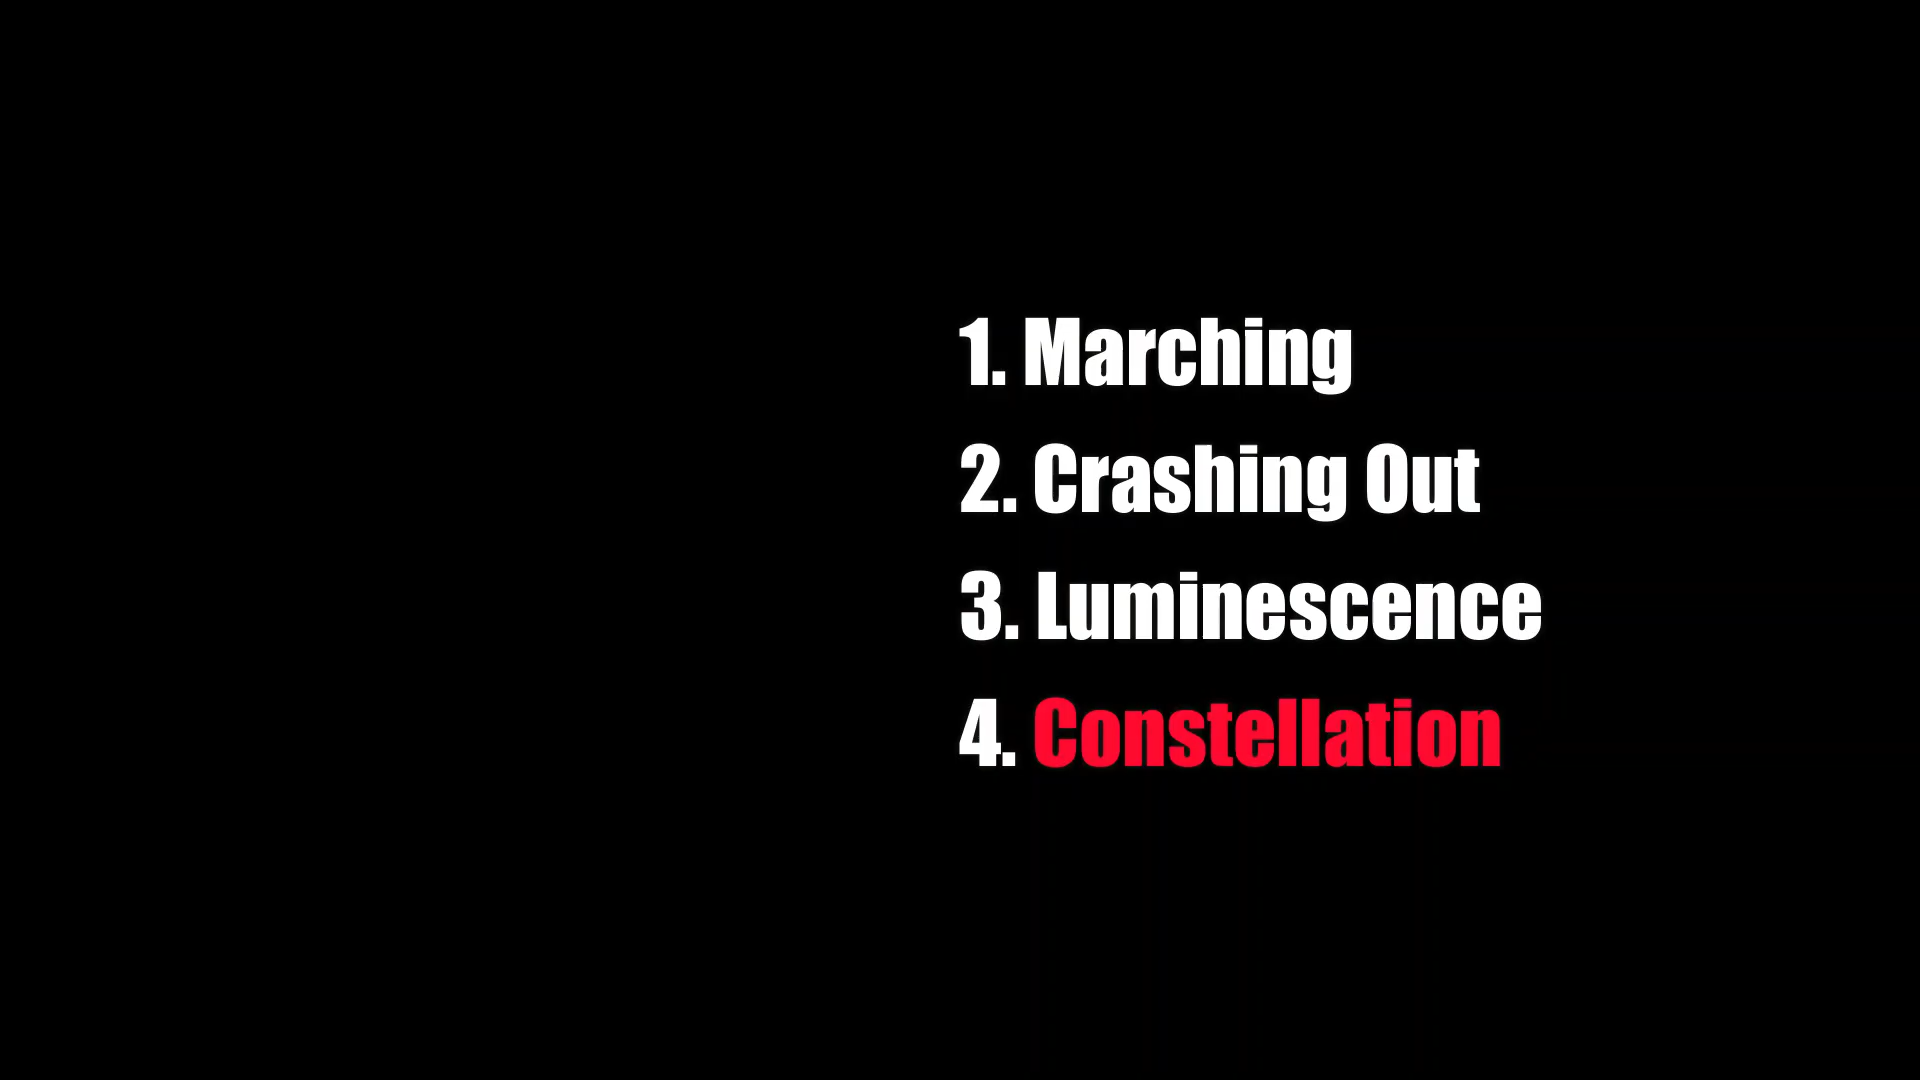 1. Marching
2. Crashing Out
3. Luminescence
4. Constellation